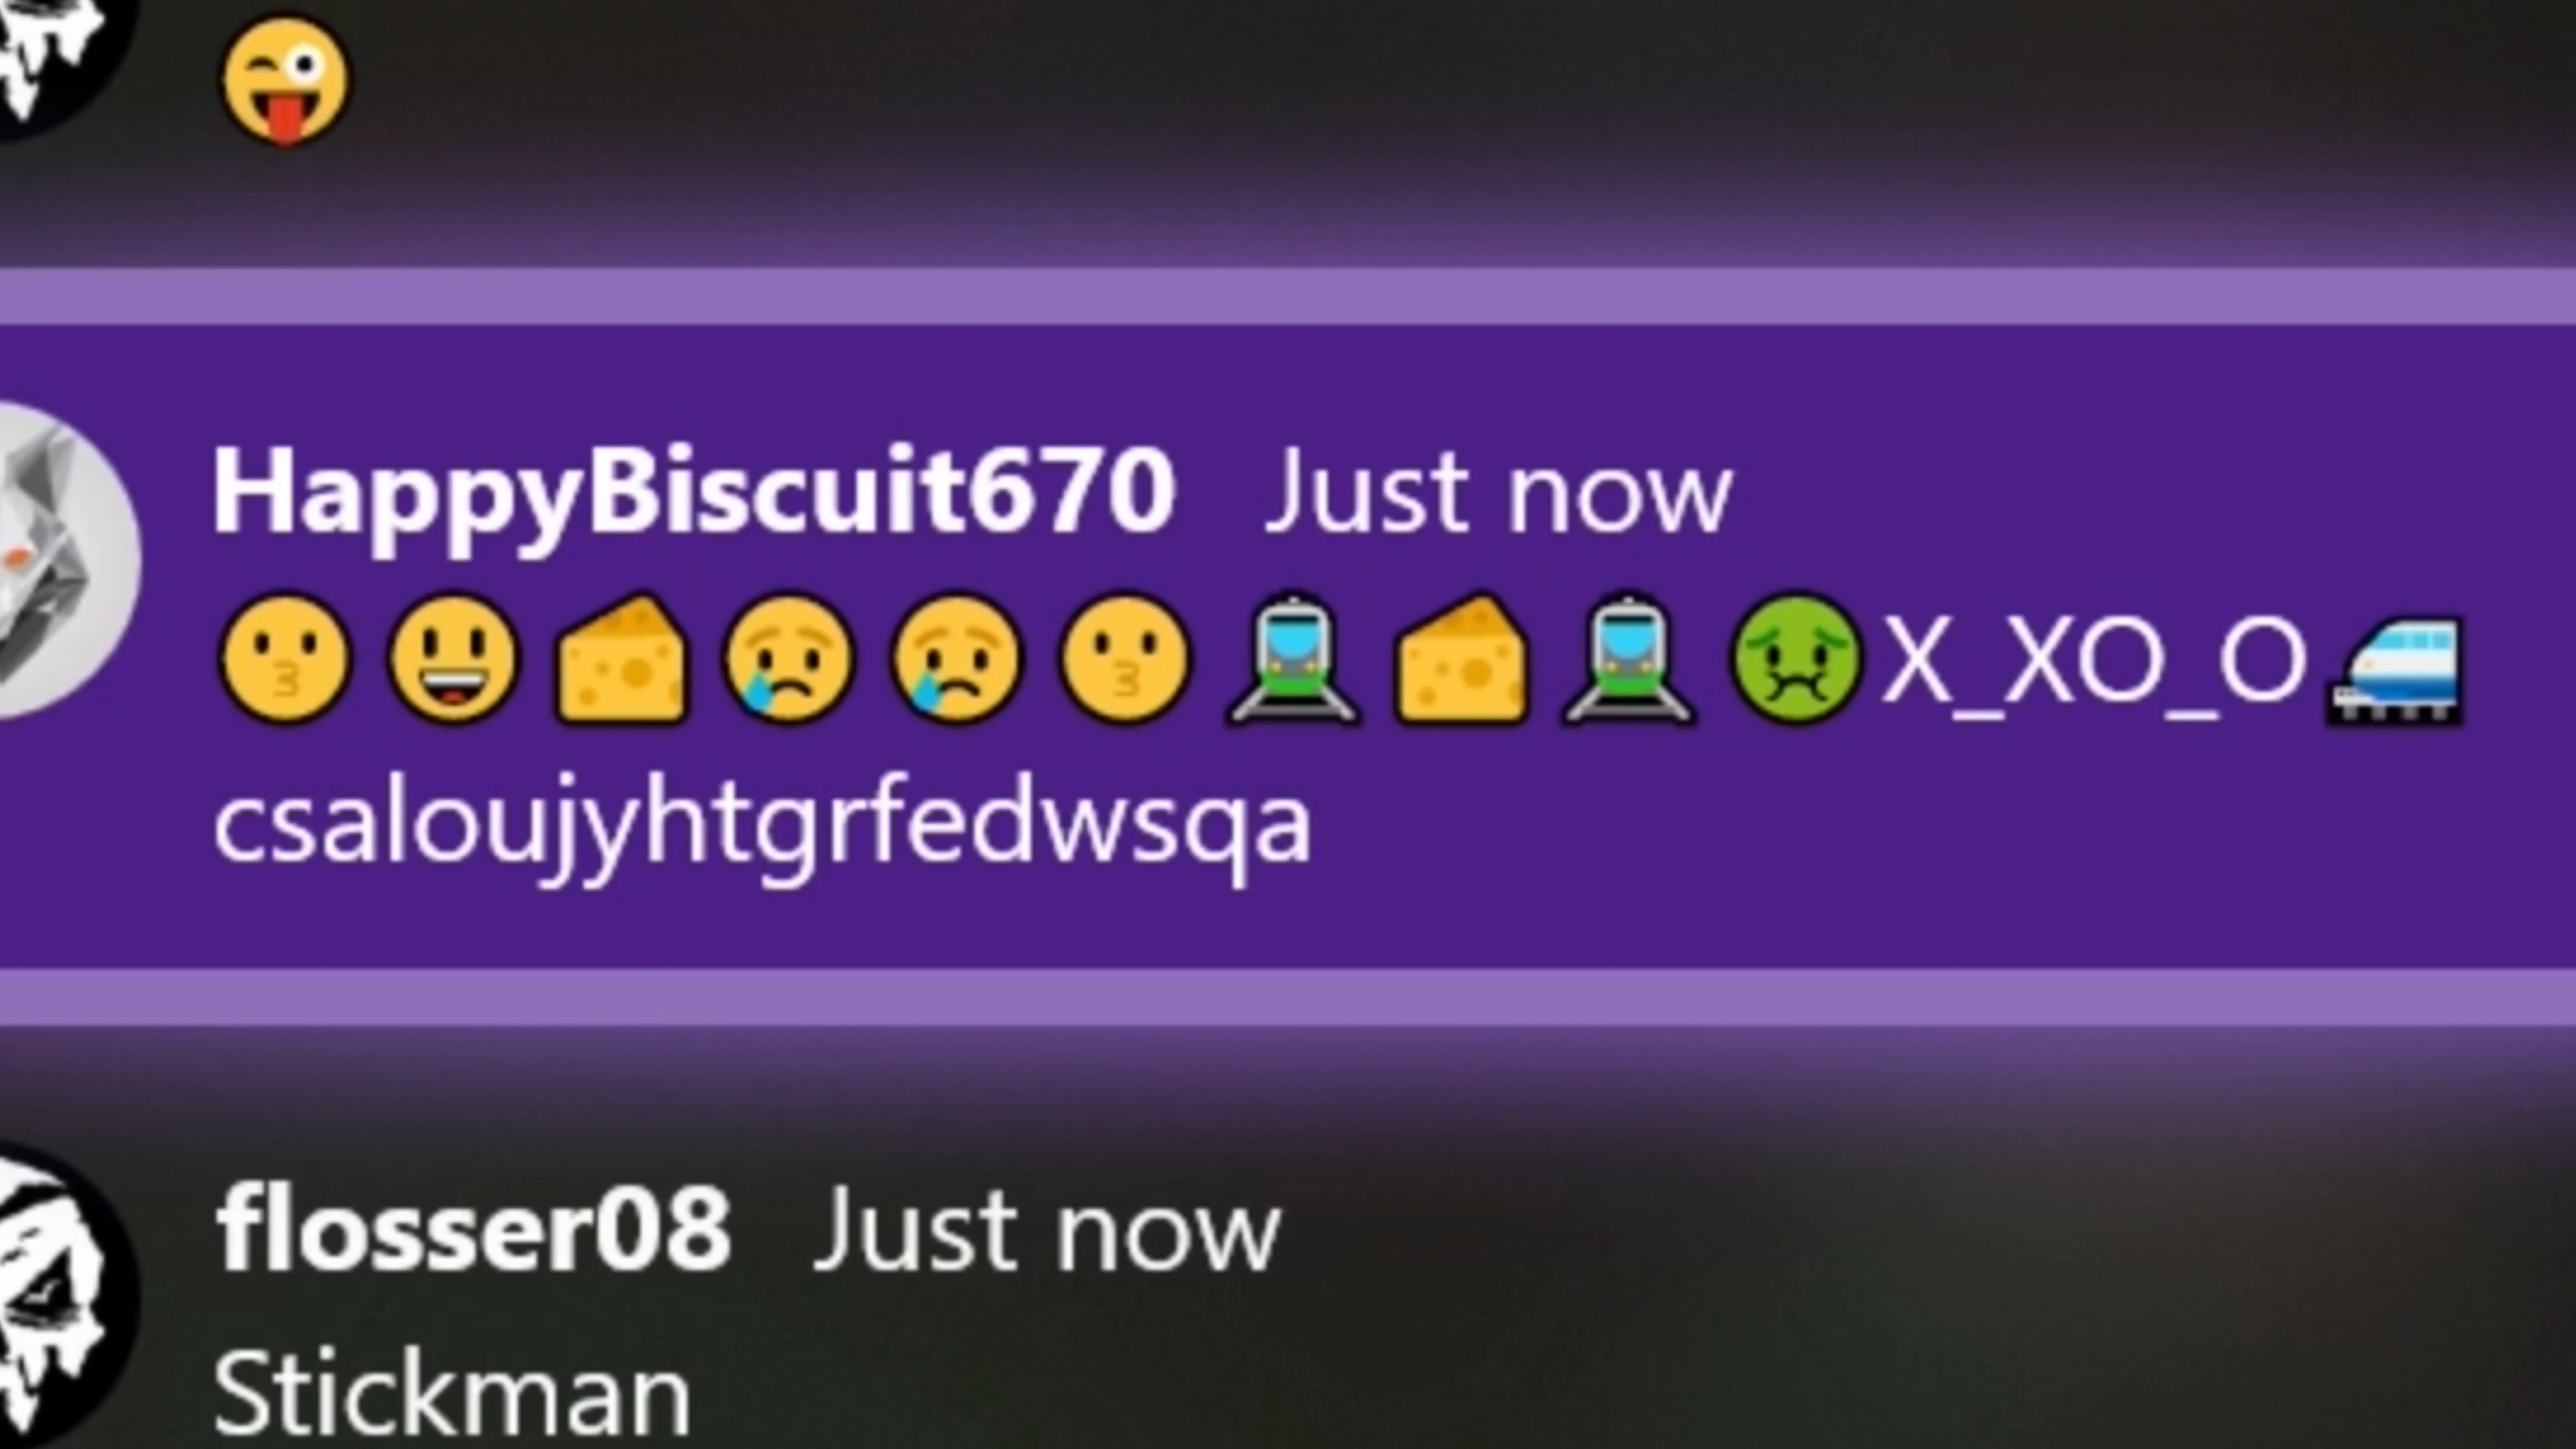 😜
HappyBiscuit670 Just now
😗😃🧀😢😢😗🚊🧀🚊🤢X_XO_O🚅
csaloujyhtgrfedwsqa
flosser08 Just now
Stickman